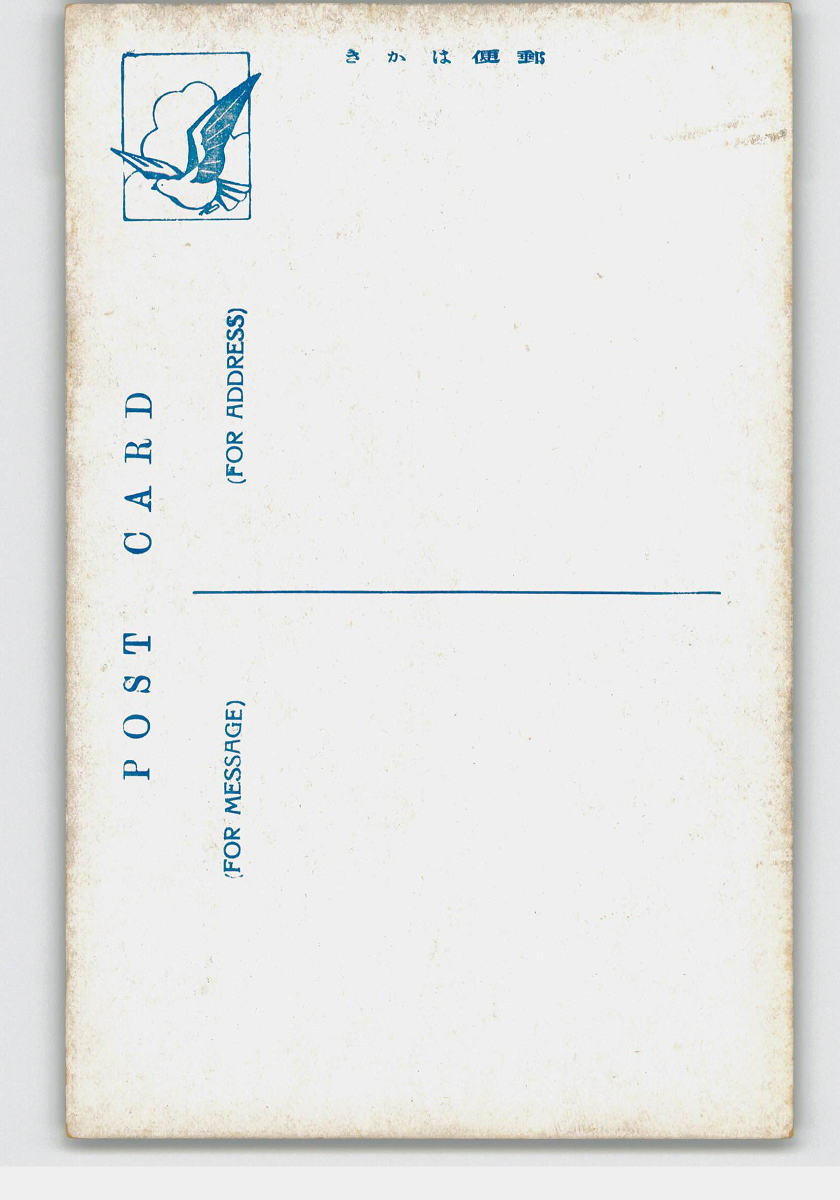 郵便はかき
POST CARD
(FOR ADDRESS)
(FOR MESSAGE)